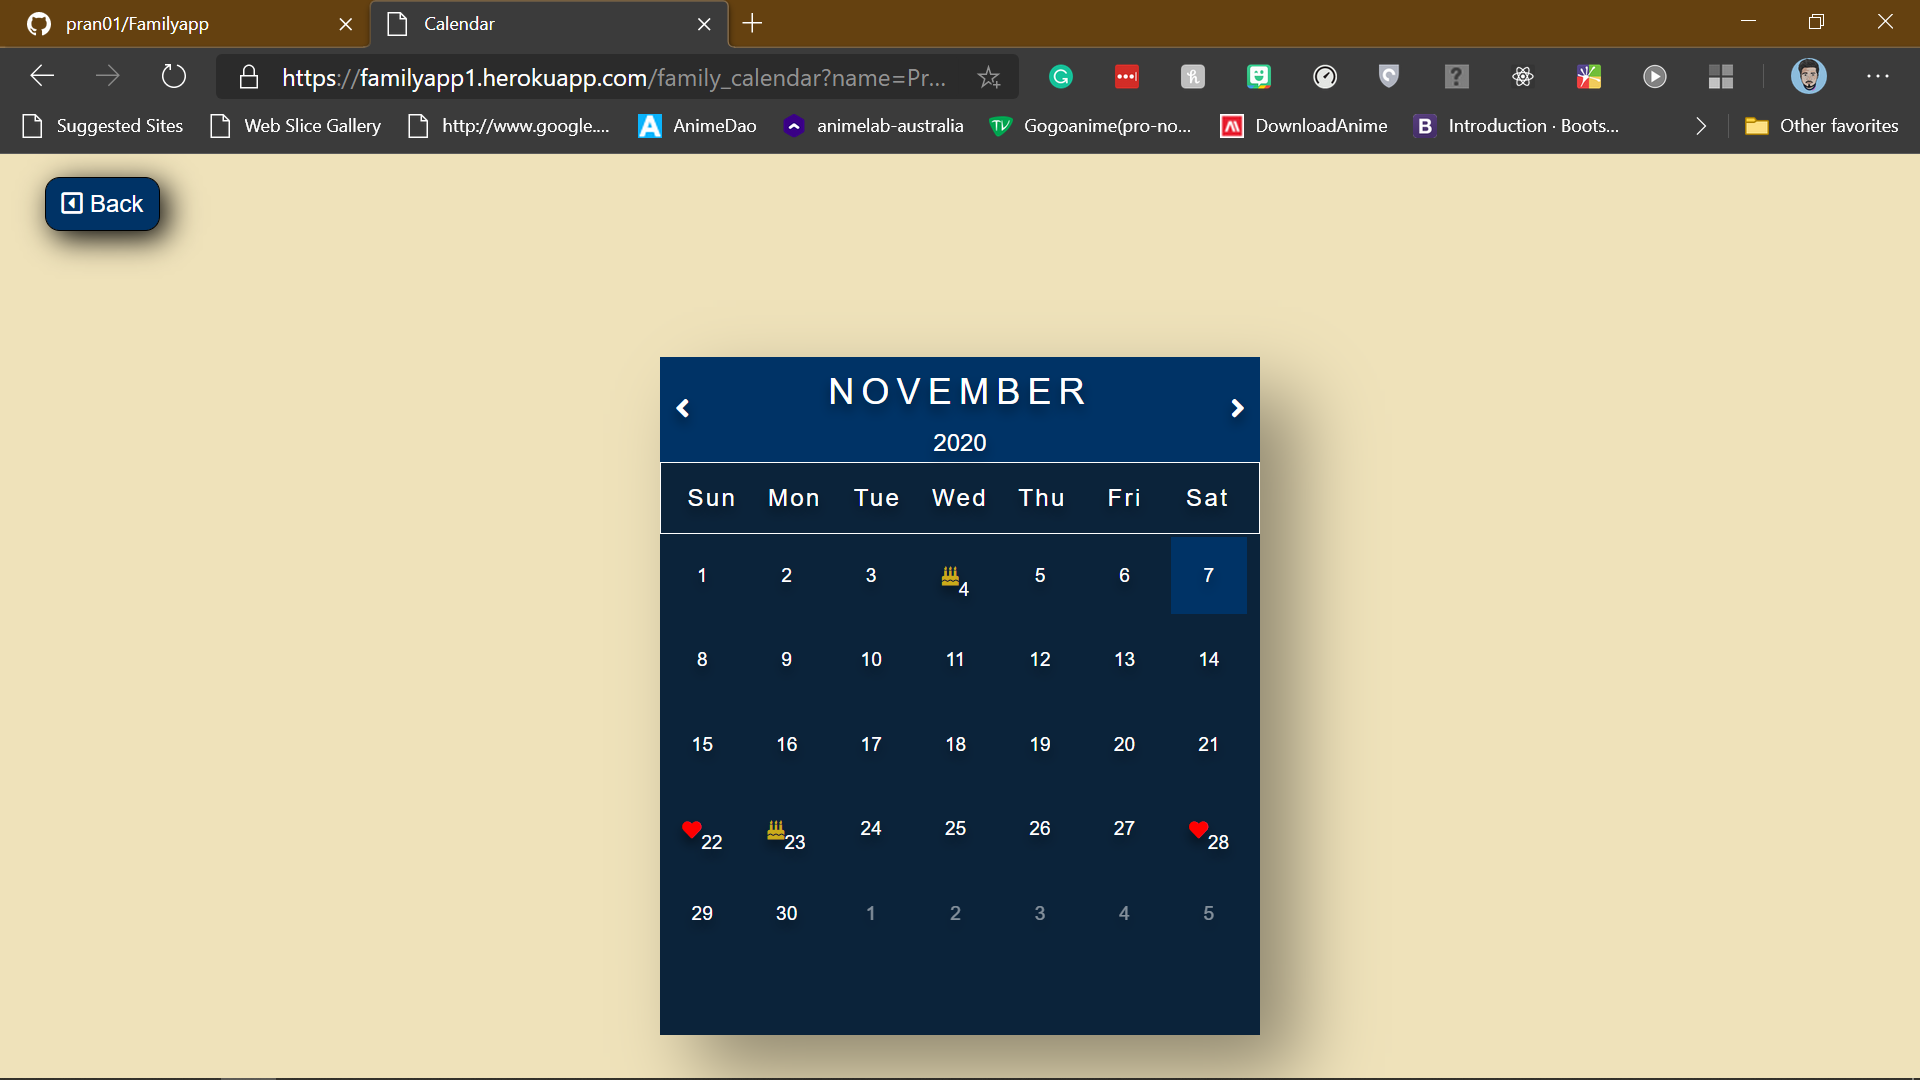 pran01/Familyapp
Calendar
https://familyapp1.herokuapp.com/family_calendar?name=Pr...
Suggested Sites
Web Slice Gallery
http://www.google....
AnimeDao
animelab-australia
Gogoanime(pro-no...
DownloadAnime
Introduction · Boots...
Other favorites
Back
NOVEMBER
2020
Sun Mon Tue Wed Thu Fri Sat
1 2 3 4 5 6 7
8 9 10 11 12 13 14
15 16 17 18 19 20 21
22 23 24 25 26 27 28
29 30 1 2 3 4 5